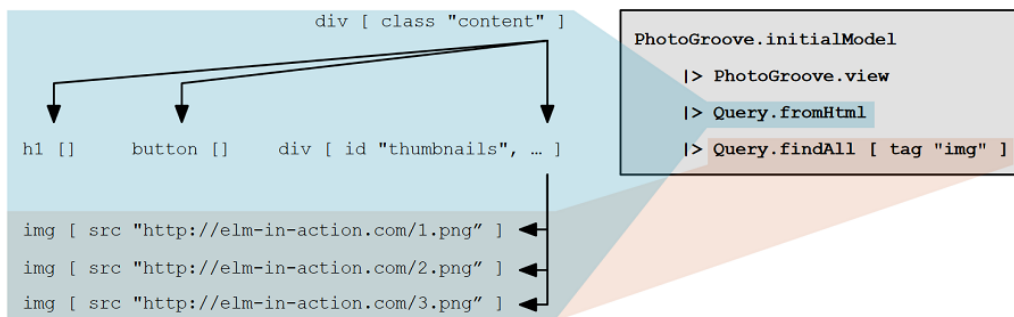 div [ class "content" ]
h1 []
button []
div [ id "thumbnails", … ]
img [ src "http://elm-in-action.com/1.png” ]
img [ src "http://elm-in-action.com/2.png” ]
img [ src "http://elm-in-action.com/3.png” ]
PhotoGroove.initialModel
|> PhotoGroove.view
|> Query.fromHtml
|> Query.findAll [ tag "img" ]